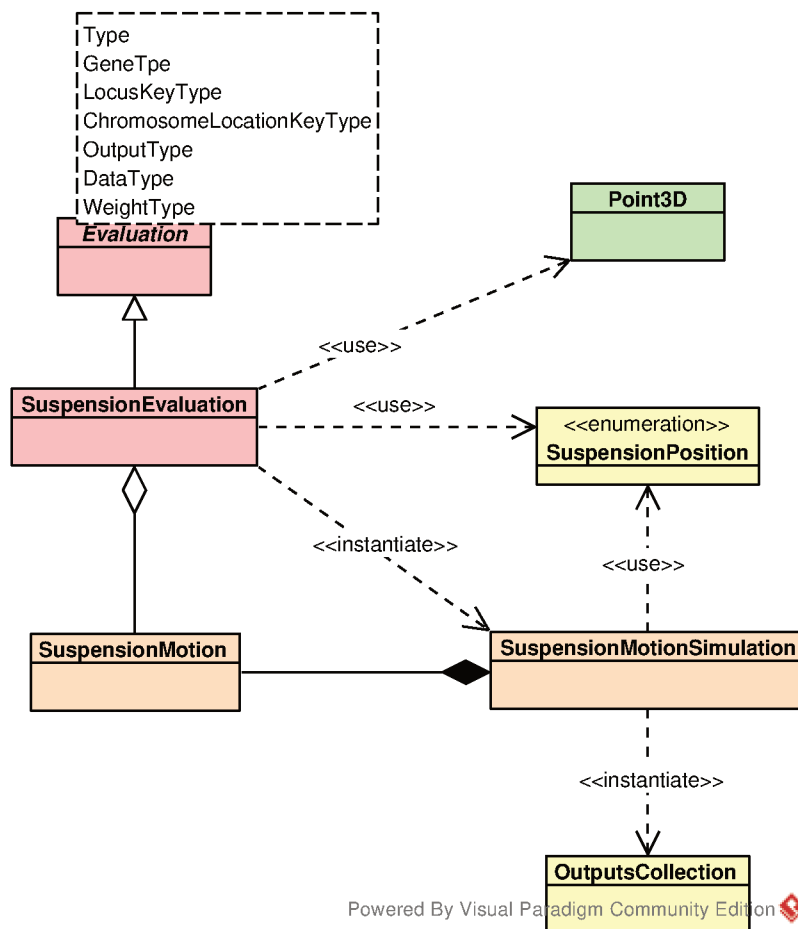 Type
GeneTpe
LocusKeyType
ChromosomeLocationKeyType
OutputType
DataType
WeightType
Evaluation
Point3D
<<use>>
SuspensionEvaluation
<<use>>
<<enumeration>>
SuspensionPosition
<<instantiate>>
<<use>>
SuspensionMotion
SuspensionMotionSimulation
<<instantiate>>
OutputsCollection
Powered By Visual Paradigm Community Edition